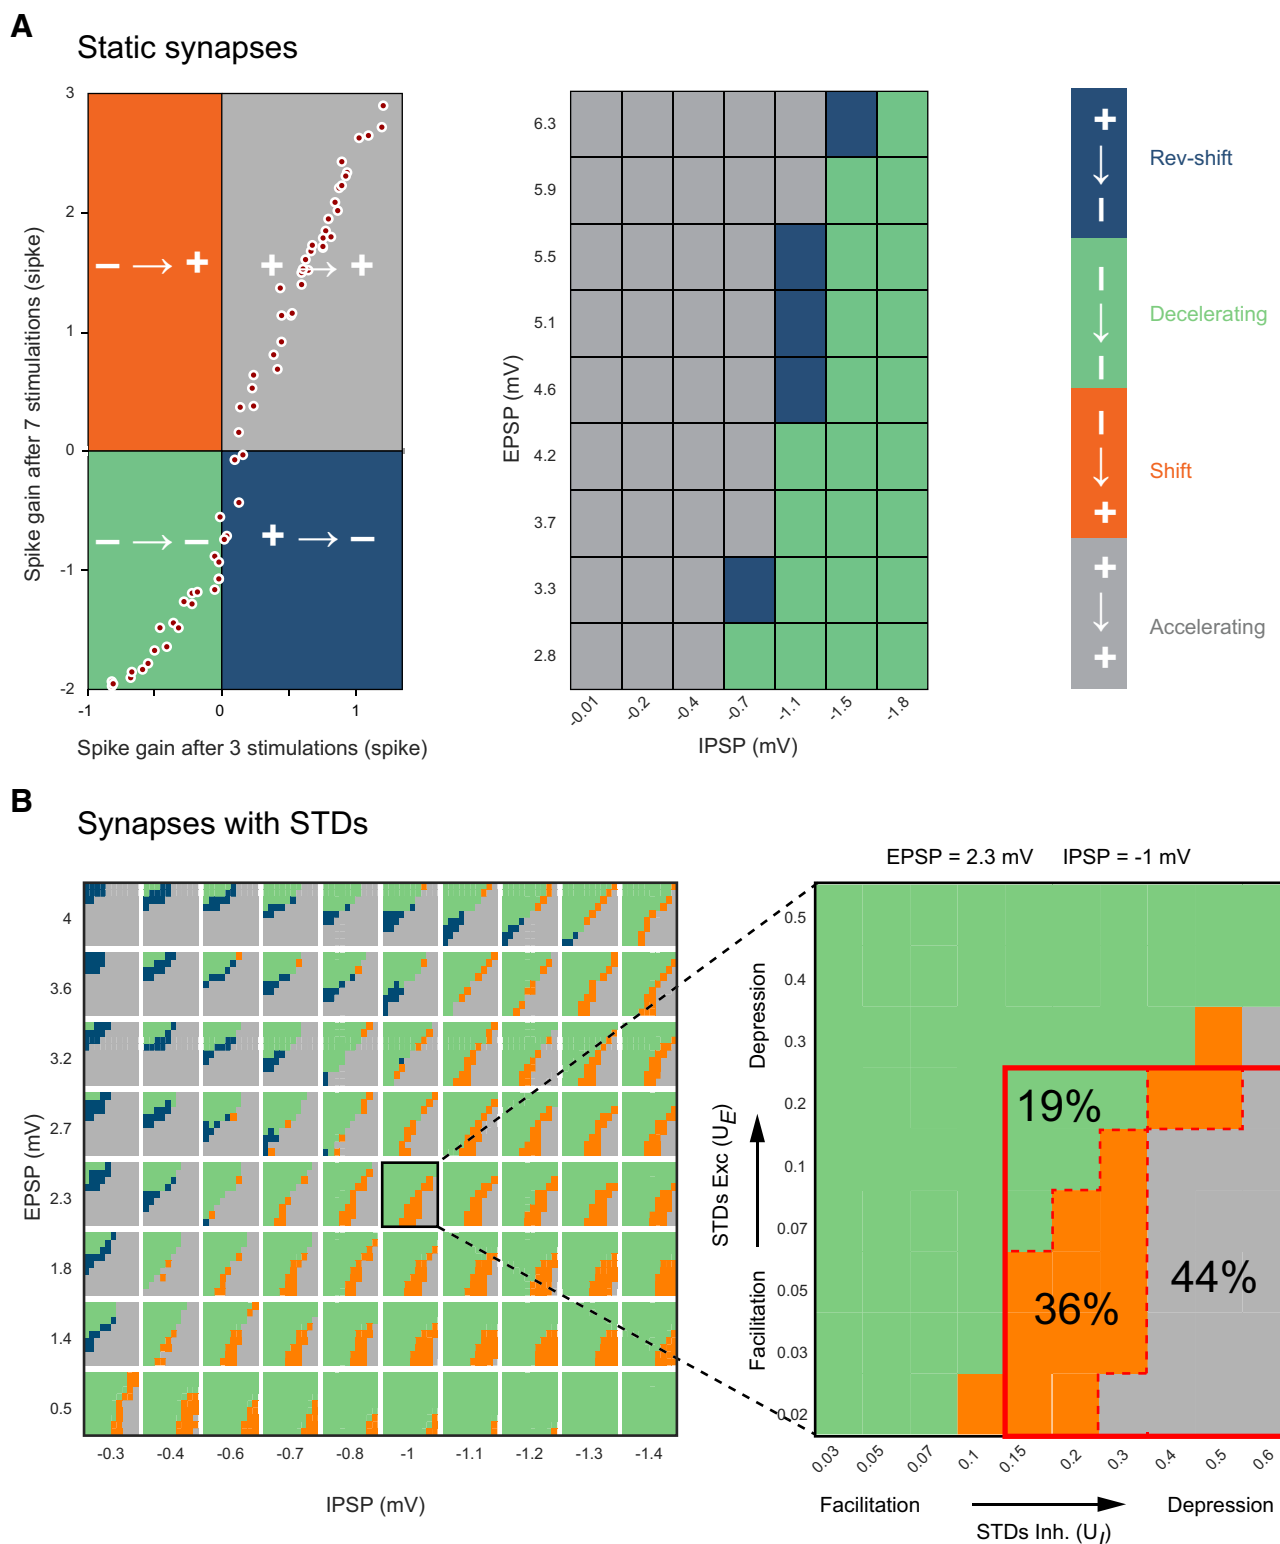 A
Static synapses
Spike gain after 7 stimulaitions (sipke)
3
2
1
0
-1
-2
− → +
+ → +
− → −
+ → −
-1
0
1
Spike gain after 3 stimulations (spike)
EPSP (mV)
6.3
5.9
5.5
5.1
4.6
4.2
3.7
3.3
2.8
-0.01
-0.2
-0.4
-0.7
-1.1
-1.5
-1.8
IPSP (mV)
+ → −
Rev-shift
− → −
Decelerating
− → +
Shift
+ → +
Accelerating
B
Synapses with STDs
EPSP (mV)
4
3.6
3.2
2.7
2.3
1.8
1.4
0.5
-0.3
-0.4
-0.6
-0.7
-0.8
-1
-1.1
-1.2
-1.3
-1.4
IPSP (mV)
EPSP = 2.3 mV IPSP = -1 mV
Depression
STDs Exc (UE)
Facilitation
0.5
0.4
0.3
0.2
0.1
0.07
0.05
0.03
0.02
19%
36%
44%
0.03
0.05
0.07
0.1
0.15
0.2
0.3
0.4
0.5
0.6
Facilitation → Depression
STDs Inh. (UI)